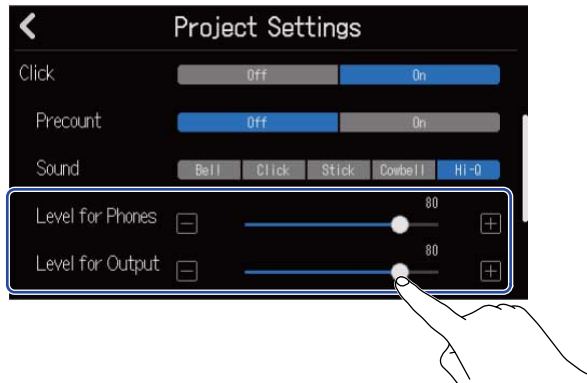 Project Settings
Click Off On
Precount Off On
Sound Bell Click Stick Cowbell Hi-Q
80
Level for Phones
80
Level for Output